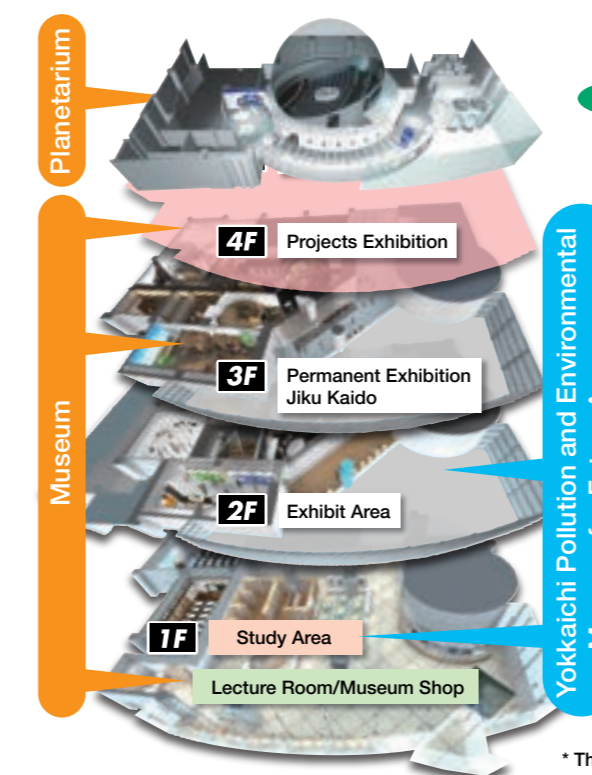 Planetarium
Museum
4F Projects Exhibition
3F Permanent Exhibition
Jiku Kaido
2F Exhibit Area
1F Study Area
Lecture Room/Museum Shop
Yokkaichi Pollution and Environmental
* Th